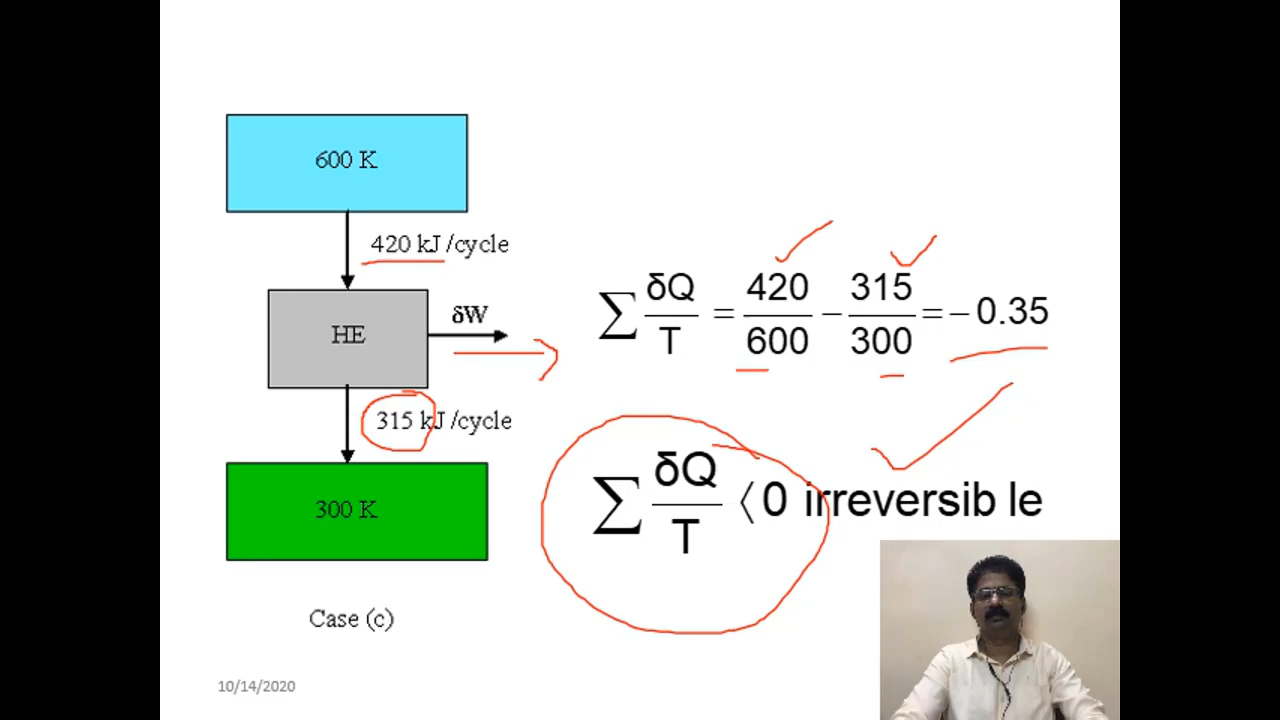 600 K
420 kJ /cycle
HE
δW
315 kJ /cycle
300 K
Case (c)
∑ δQ/T = 420/600 − 315/300 = − 0.35
∑ δQ/T 〈 0 irreversib le
10/14/2020